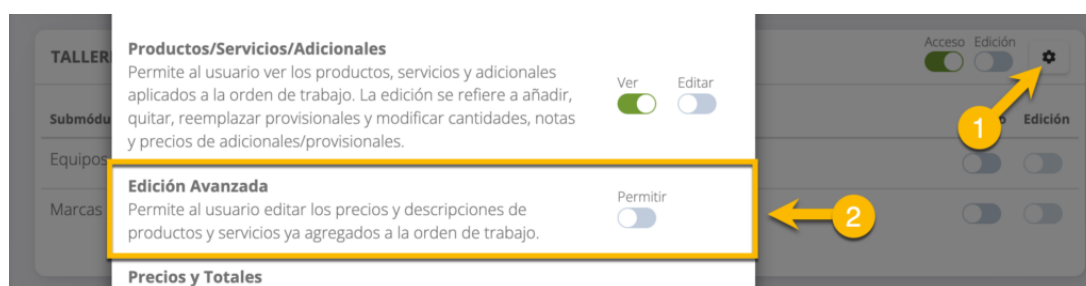 Productos/Servicios/Adicionales
Permite al usuario ver los productos, servicios y adicionales
aplicados a la orden de trabajo. La edición se refiere a añadir,
quitar, reemplazar provisionales y modificar cantidades, notas
y precios de adicionales/provisionales.
Ver Editar
TALLER
Acceso Edición
1
Submódu
Edición
Equipos
Edición Avanzada
Permite al usuario editar los precios y descripciones de
productos y servicios ya agregados a la orden de trabajo.
Permitir
2
Marcas
Precios y Totales